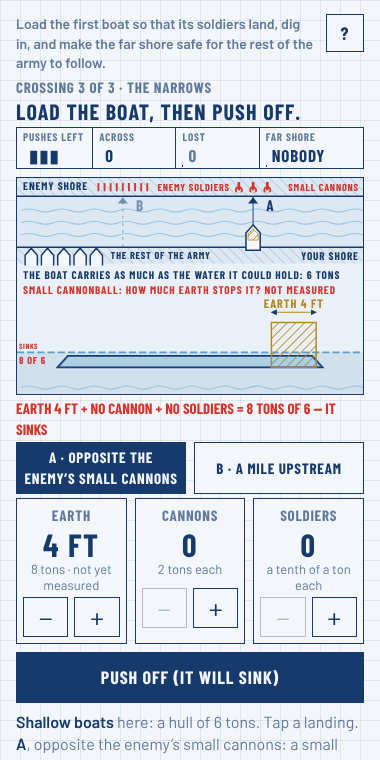 Load the first boat so that its soldiers land, dig
in, and make the far shore safe for the rest of the
army to follow.
?
CROSSING 3 OF 3 · THE NARROWS
LOAD THE BOAT, THEN PUSH OFF.
PUSHES LEFT
ACROSS
0
LOST
0
FAR SHORE
NOBODY
ENEMY SHORE
ENEMY SOLDIERS
SMALL CANNONS
B
A
THE REST OF THE ARMY
YOUR SHORE
THE BOAT CARRIES AS MUCH AS THE WATER IT COULD HOLD: 6 TONS
SMALL CANNONBALL: HOW MUCH EARTH STOPS IT? NOT MEASURED
EARTH 4 FT
SINKS
8 OF 6
EARTH 4 FT + NO CANNON + NO SOLDIERS = 8 TONS OF 6 — IT
SINKS
A · OPPOSITE THE
ENEMY'S SMALL CANNONS
B · A MILE UPSTREAM
EARTH
4 FT
8 tons · not yet
measured
− +
CANNONS
0
2 tons each
− +
SOLDIERS
0
a tenth of a ton
each
− +
PUSH OFF (IT WILL SINK)
Shallow boats here: a hull of 6 tons. Tap a landing.
A, opposite the enemy's small cannons: a small